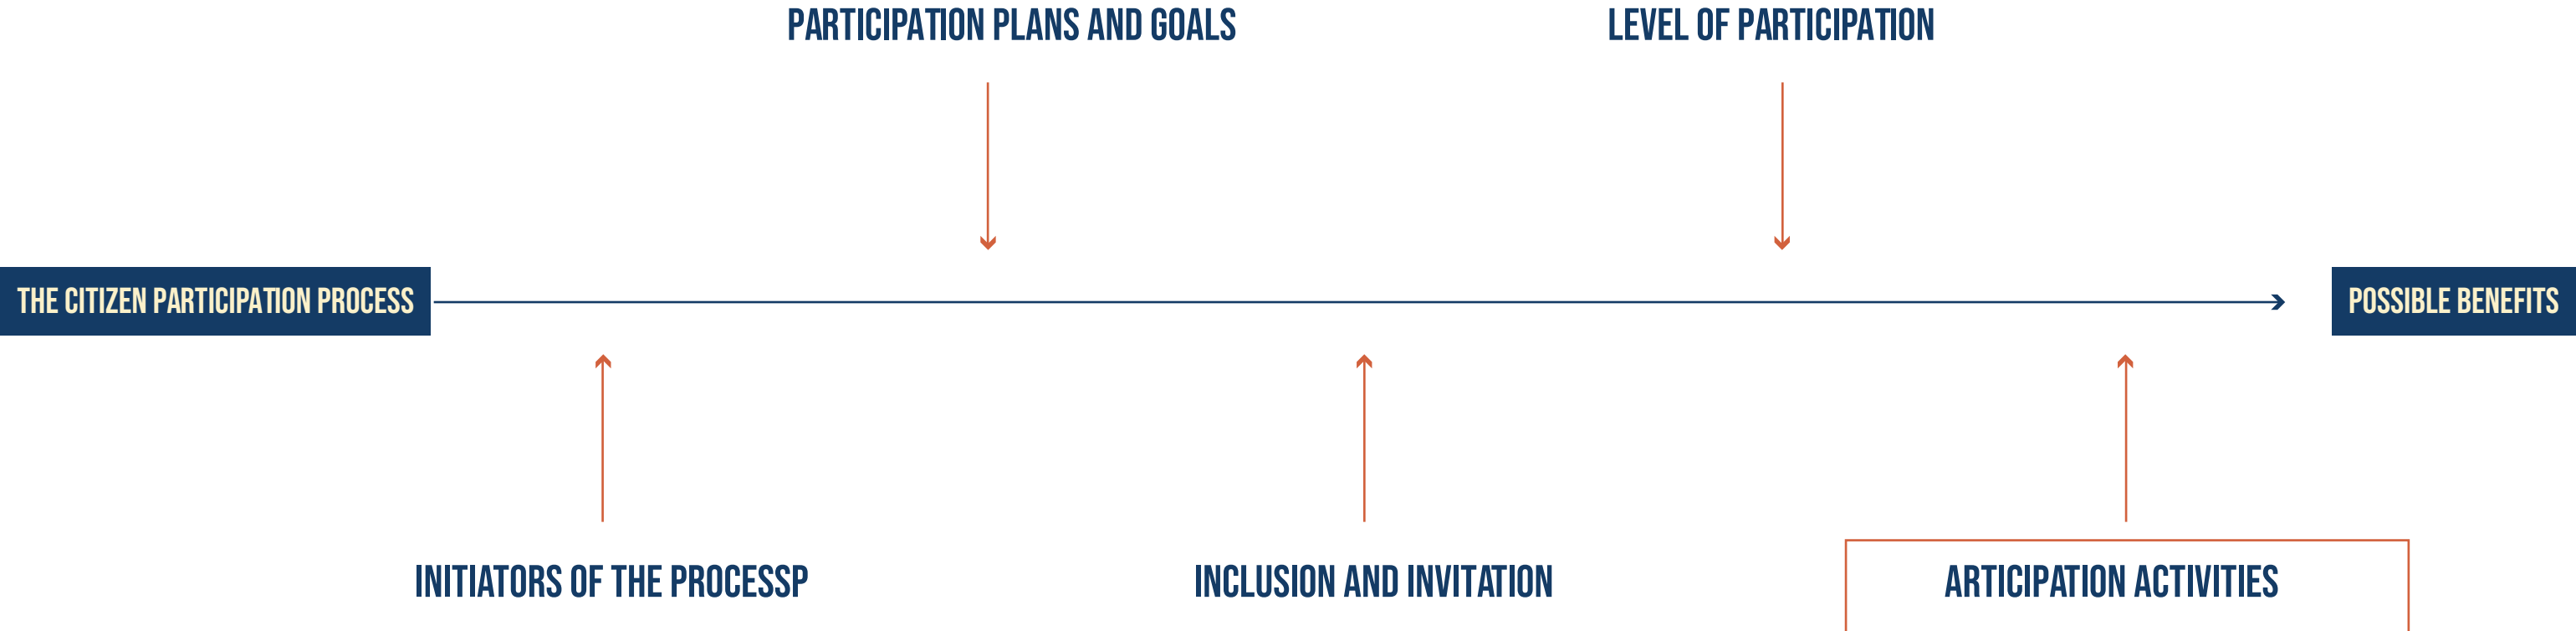 PARTICIPATION PLANS AND GOALS
LEVEL OF PARTICIPATION
THE CITIZEN PARTICIPATION PROCESS
POSSIBLE BENEFITS
INITIATORS OF THE PROCESSP
INCLUSION AND INVITATION
ARTICIPATION ACTIVITIES